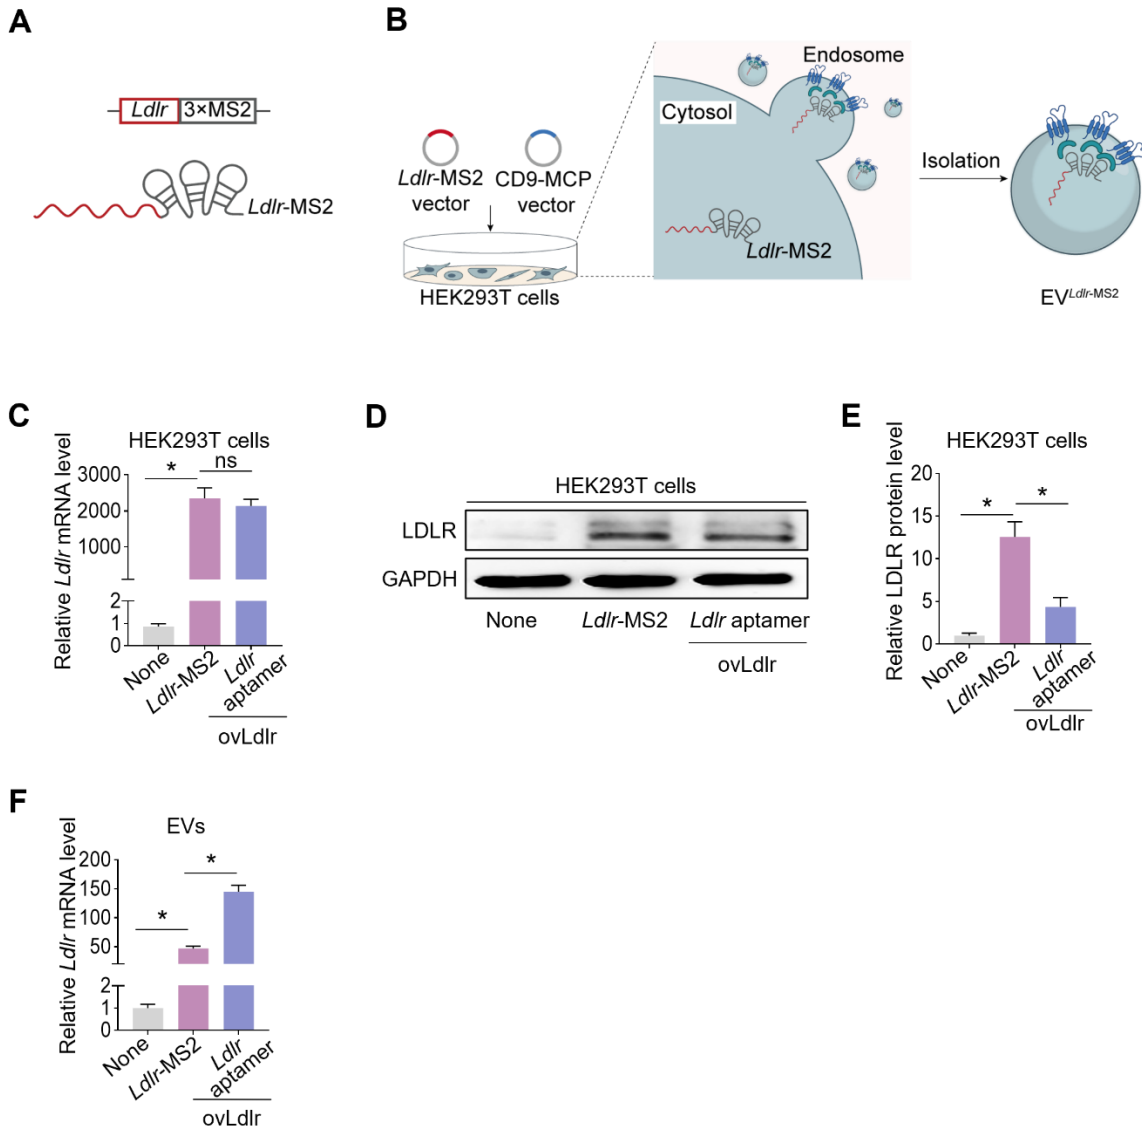 A
Ldlr 3×MS2
Ldlr-MS2
B
Ldlr-MS2
vector
CD9-MCP
vector
HEK293T cells
Endosome
Cytosol
Ldlr-MS2
Isolation
EVLdlr-MS2
C
HEK293T cells
Relative Ldlr mRNA level
* ns
3000
2000
1000
2
1
0
None
Ldlr-MS2
Ldlr
aptamer
ovLdlr
D
HEK293T cells
LDLR
GAPDH
None Ldlr-MS2 Ldlr aptamer
ovLdlr
E
HEK293T cells
Relative LDLR protein level
* *
20
15
10
5
0
None
Ldlr-MS2
Ldlr
aptamer
ovLdlr
F
EVs
Relative Ldlr mRNA level
* *
200
150
100
50
2
1
0
None
Ldlr-MS2
Ldlr
aptamer
ovLdlr